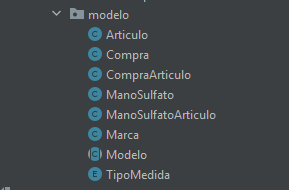 modelo
Articulo
Compra
CompraArticulo
ManoSulfato
ManoSulfatoArticulo
Marca
Modelo
TipoMedida